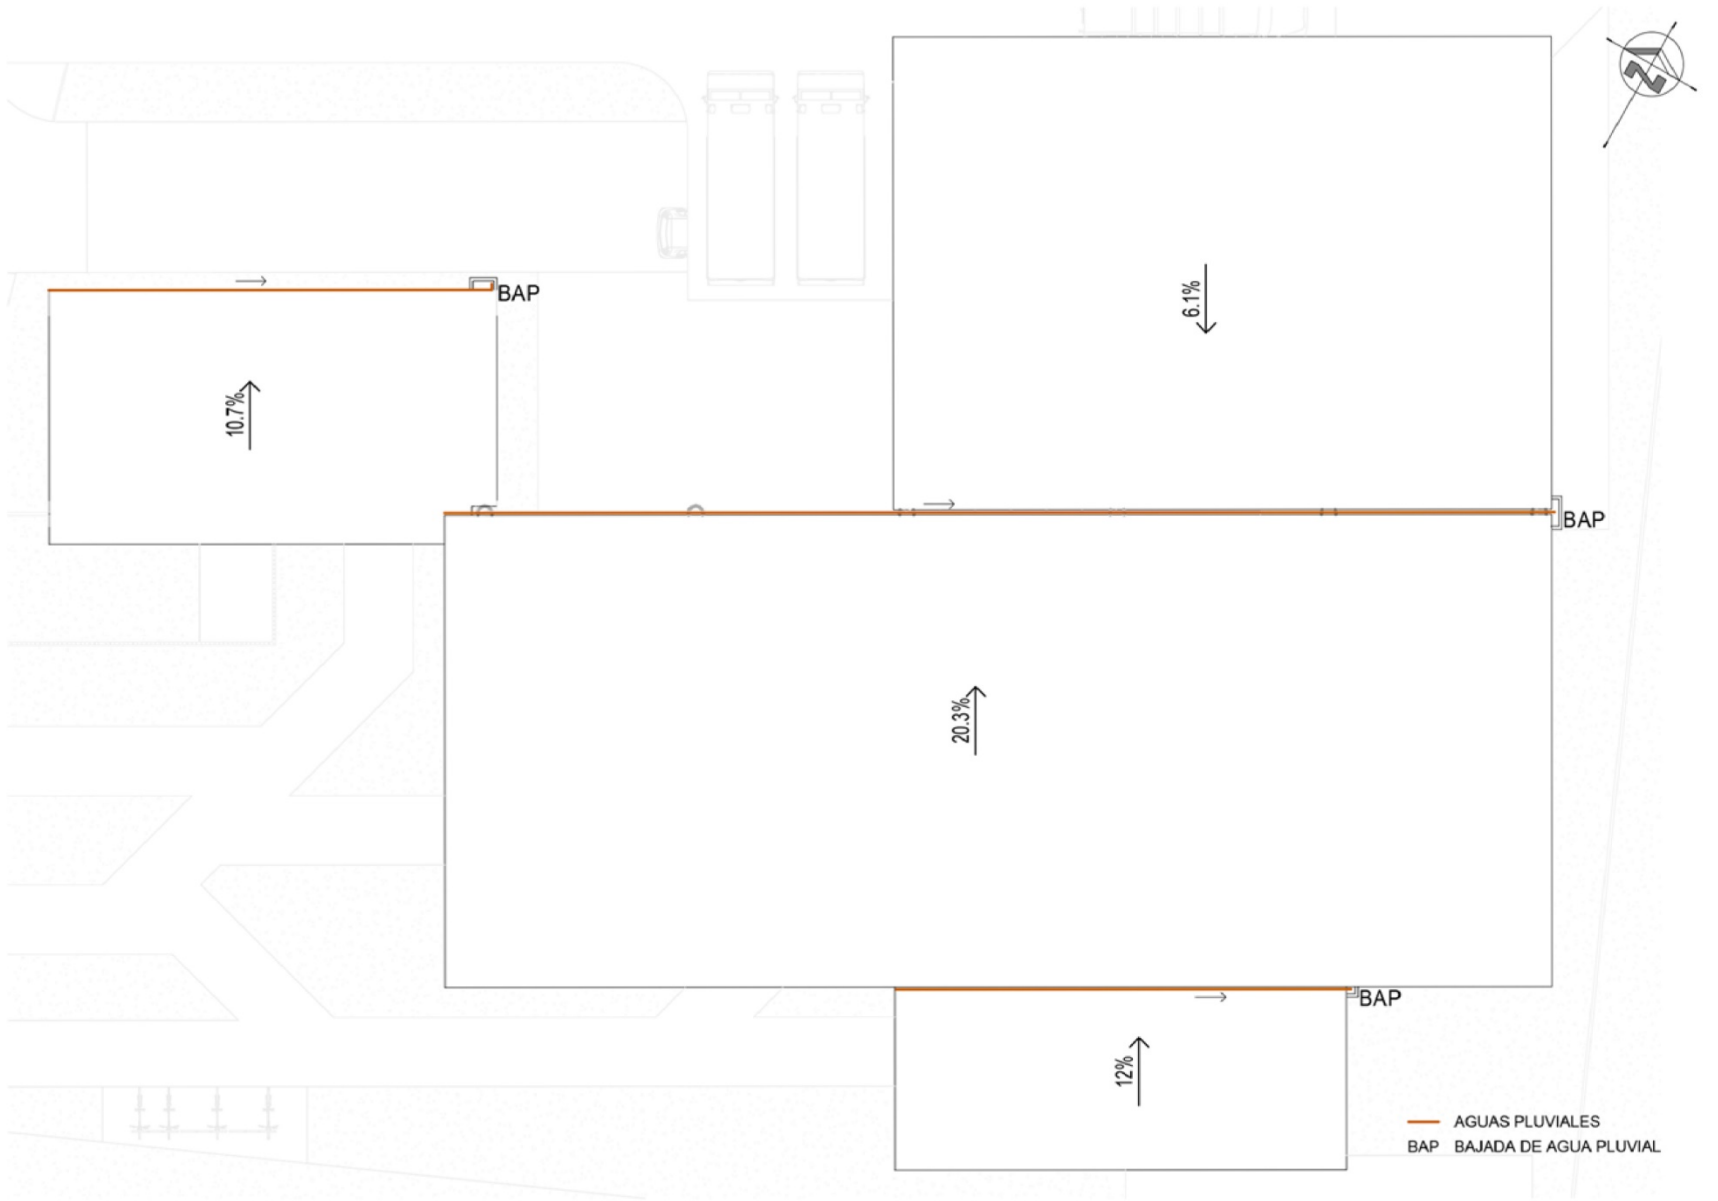 N
6.1%
BAP
10.7%
BAP
20.3%
BAP
12%
AGUAS PLUVIALES
BAP BAJADA DE AGUA PLUVIAL